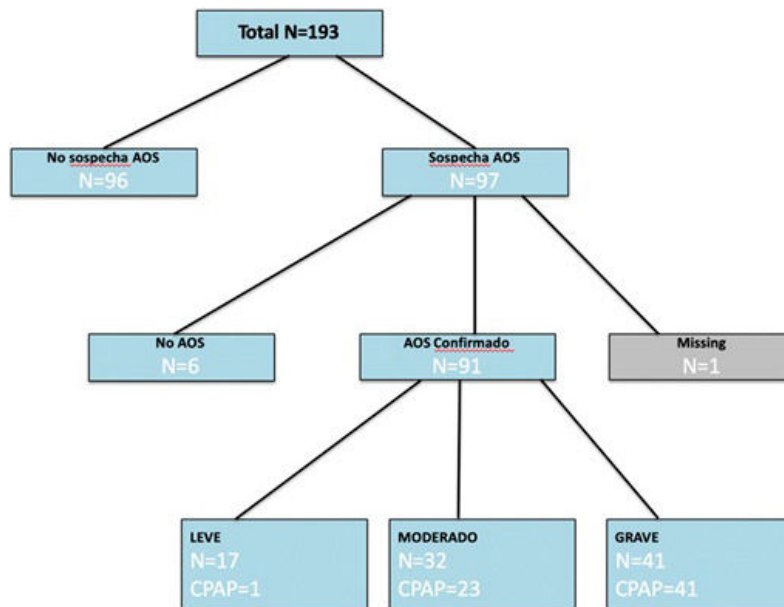 Total N=193
No sospecha AOS
N=96
Sospecha AOS
N=97
No AOS
N=6
AOS Confirmado
N=91
Missing
N=1
LEVE
N=17
CPAP=1
MODERADO
N=32
CPAP=23
GRAVE
N=41
CPAP=41